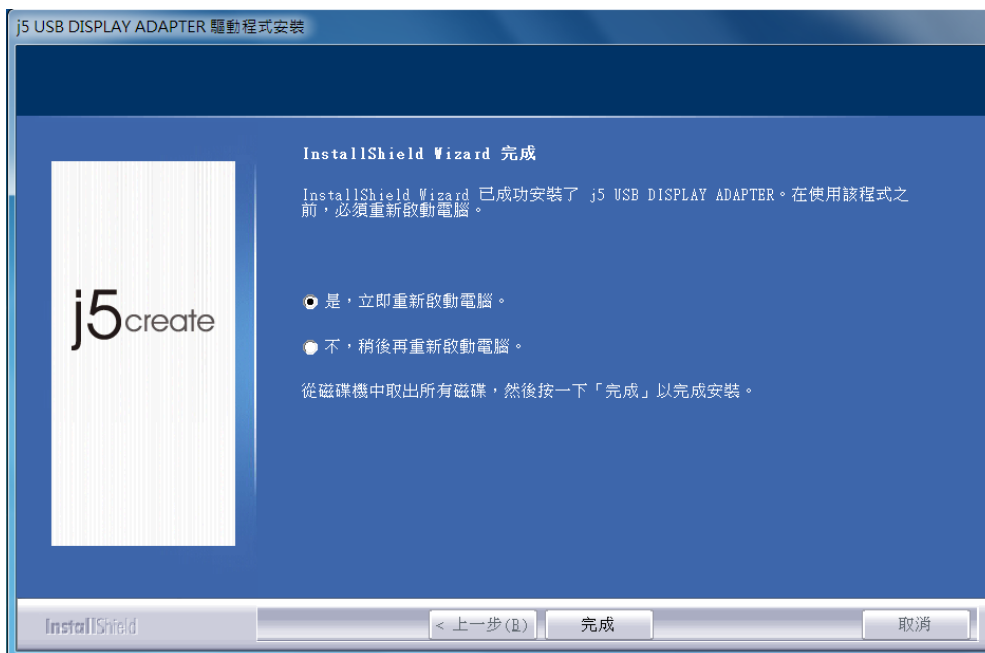 j5 USB DISPLAY ADAPTER 驅動程式安裝
InstallShield Wizard 完成
InstallShield Wizard 已成功安裝了 j5 USB DISPLAY ADAPTER。在使用該程式之
前，必須重新啟動電腦。
是，立即重新啟動電腦。
不，稍後再重新啟動電腦。
從磁碟機中取出所有磁碟，然後按一下「完成」以完成安裝。
j5create
InstallShield
< 上一步(B)
完成
取消